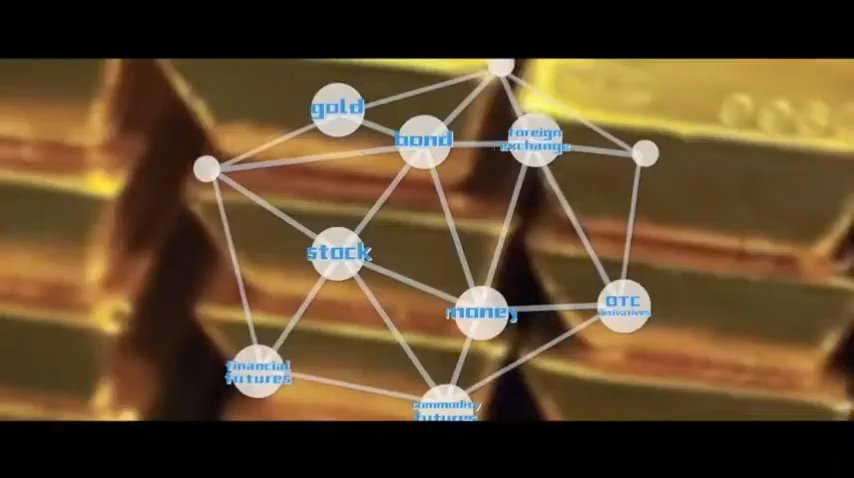 gold
bond
foreign
exchange
stock
money
OTC
derivatives
financial
futures
commodity
futures